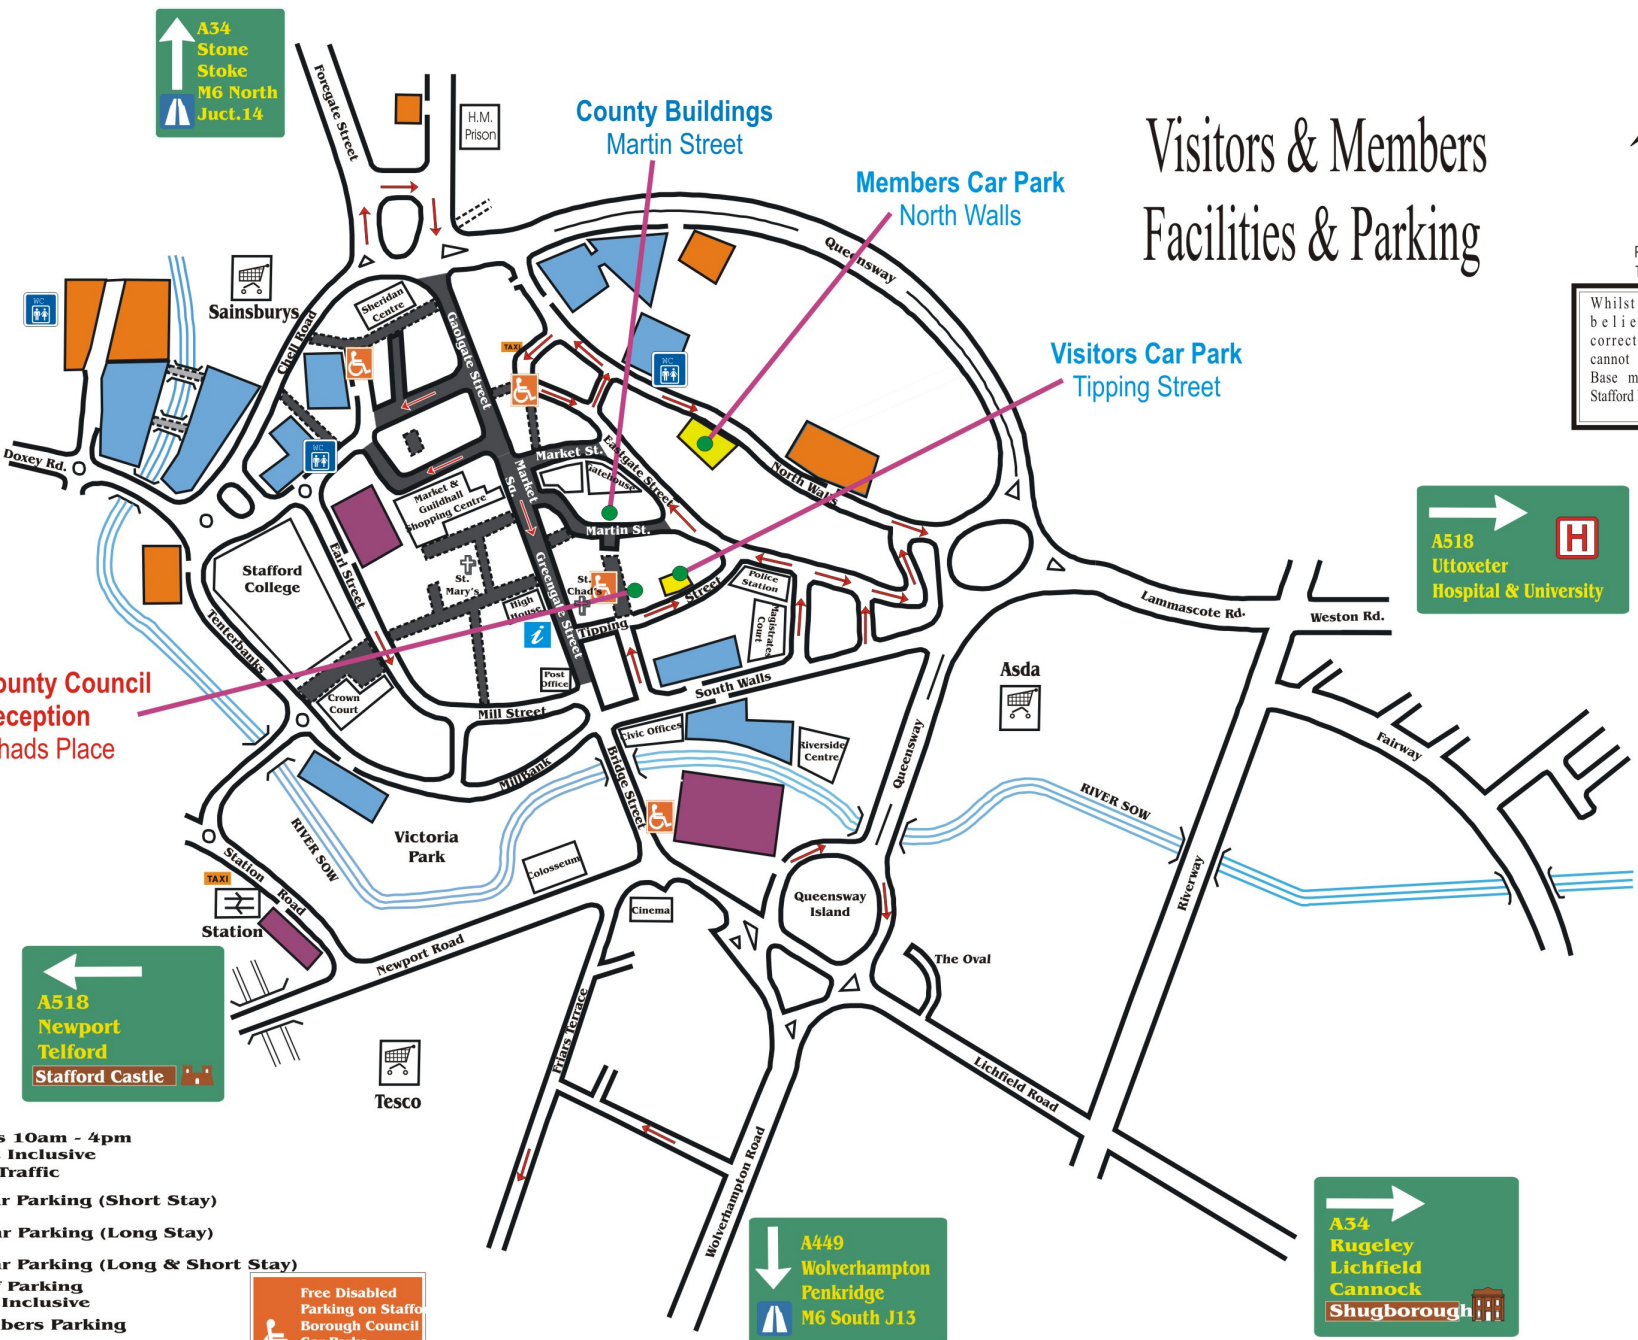 A34
Stone
Stoke
M6 North
Juct.14
Foregate Street
H.M.
Prison
County Buildings
Martin Street
Members Car Park
North Walls
Visitors & Members
Facilities & Parking
Visitors Car Park
Tipping Street
Whilst
belie
correct
cannot
Base m
Stafford
Queensway
WC
Sainsburys
Sheridan
Centre
Chell Road
Gaolgate Street
TAXI
WC
WC
Doxey Rd.
Market St.
Eastgate Street
Gatehouse
Market
Sq.
Market &
Guildhall
Shopping Centre
Martin St.
North Walls
Stafford
College
Earl Street
St.
Mary's
High
House
i
St.
Chad's
Greengate Street
Tipping
Street
Police
Station
Magistrates
Court
Lammascote Rd.
Weston Rd.
A518
Uttoxeter
Hospital & University
H
Tenterbanks
ounty Council
eception
hads Place
Crown
Court
Post
Office
Mill Street
South Walls
Civic Offices
Riverside
Centre
Asda
Queensway
Fairway
MillBank
Bridge Street
RIVER SOW
RIVER SOW
Victoria
Park
Colosseum
Station
Road
TAXI
Station
Newport Road
Cinema
Queensway
Island
Riverway
The Oval
A518
Newport
Telford
Stafford Castle
Tesco
Friars Terrace
Lichfield Road
Wolverhampton Road
s 10am - 4pm
Inclusive
Traffic
r Parking (Short Stay)
r Parking (Long Stay)
r Parking (Long & Short Stay)
Parking
Inclusive
bers Parking
Free Disabled
Parking on Staffo
Borough Council
A449
Wolverhampton
Penkridge
M6 South J13
A34
Rugeley
Lichfield
Cannock
Shugborough